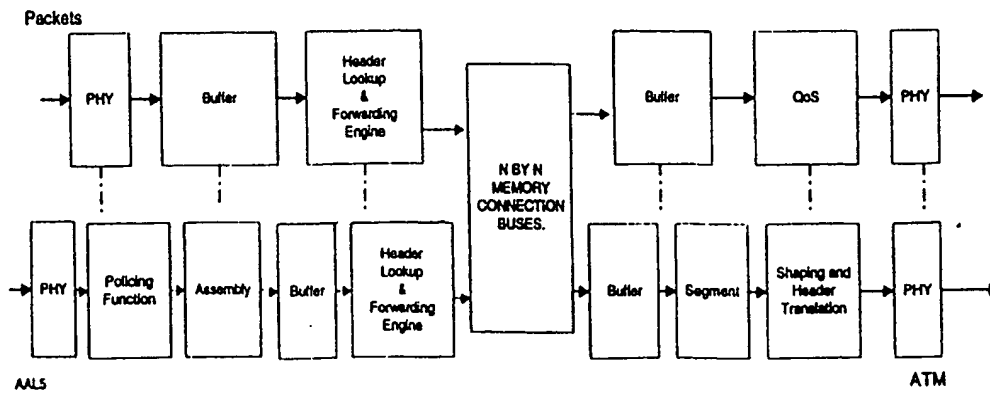 Packets
PHY
Buffer
Header
Lookup
&
Forwarding
Engine
N BY N
MEMORY
CONNECTION
BUSES.
Buffer
QoS
PHY
PHY
Policing
Function
Assembly
Buffer
Header
Lookup
&
Forwarding
Engine
Buffer
Segment
Shaping and
Header
Translation
PHY
AAL5
ATM